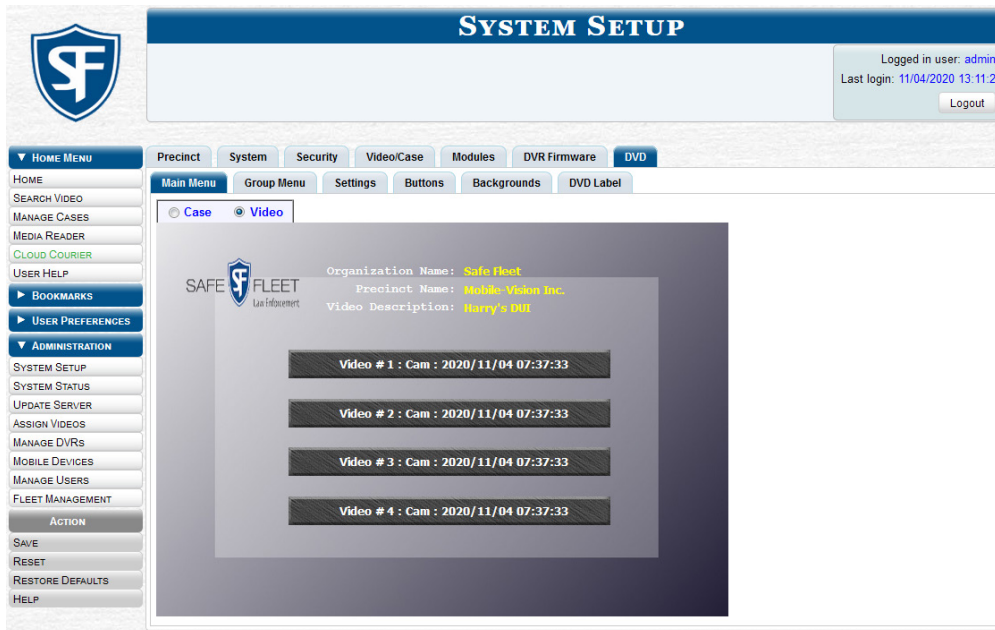 SYSTEM SETUP
SF
Logged in user: admin
Last login: 11/04/2020 13:11:2
Logout
▼ HOME MENU
HOME
SEARCH VIDEO
MANAGE CASES
MEDIA READER
CLOUD COURIER
USER HELP
► BOOKMARKS
► USER PREFERENCES
▼ ADMINISTRATION
SYSTEM SETUP
SYSTEM STATUS
UPDATE SERVER
ASSIGN VIDEOS
MANAGE DVRS
MOBILE DEVICES
MANAGE USERS
FLEET MANAGEMENT
ACTION
SAVE
RESET
RESTORE DEFAULTS
HELP
Precinct System Security Video/Case Modules DVR Firmware DVD
Main Menu Group Menu Settings Buttons Backgrounds DVD Label
Case Video
SAFE SF FLEET
Law Enforcement
Organization Name: Safe Fleet
Precinct Name: Mobile-Vision Inc.
Video Description: Harry's DUI
Video # 1 : Cam : 2020/11/04 07:37:33
Video # 2 : Cam : 2020/11/04 07:37:33
Video # 3 : Cam : 2020/11/04 07:37:33
Video # 4 : Cam : 2020/11/04 07:37:33